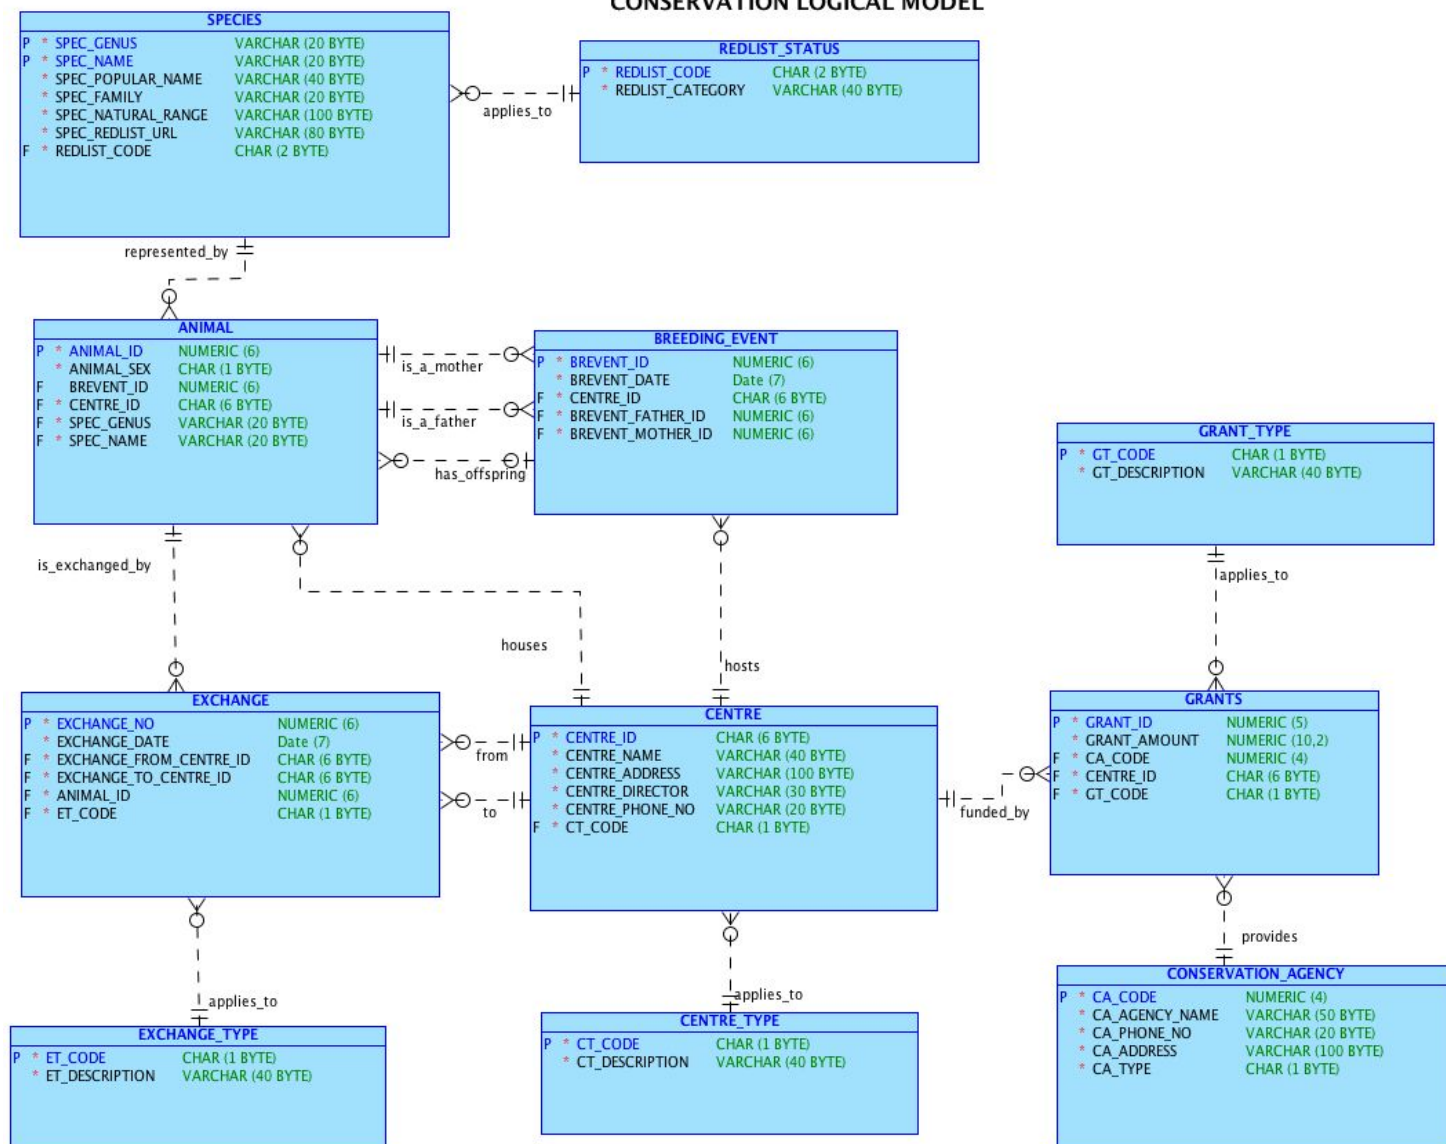 CONSERVATION LOGICAL MODEL
SPECIES
P * SPEC_GENUS VARCHAR (20 BYTE)
P * SPEC_NAME VARCHAR (20 BYTE)
* SPEC_POPULAR_NAME VARCHAR (40 BYTE)
* SPEC_FAMILY VARCHAR (20 BYTE)
* SPEC_NATURAL_RANGE VARCHAR (100 BYTE)
* SPEC_REDLIST_URL VARCHAR (80 BYTE)
F * REDLIST_CODE CHAR (2 BYTE)
applies_to
REDLIST_STATUS
P * REDLIST_CODE CHAR (2 BYTE)
* REDLIST_CATEGORY VARCHAR (40 BYTE)
represented_by
ANIMAL
P * ANIMAL_ID NUMERIC (6)
* ANIMAL_SEX CHAR (1 BYTE)
F BREVENT_ID NUMERIC (6)
F * CENTRE_ID CHAR (6 BYTE)
F * SPEC_GENUS VARCHAR (20 BYTE)
F * SPEC_NAME VARCHAR (20 BYTE)
is_a_mother
is_a_father
has_offspring
BREEDING_EVENT
P * BREVENT_ID NUMERIC (6)
* BREVENT_DATE Date (7)
F * CENTRE_ID CHAR (6 BYTE)
F * BREVENT_FATHER_ID NUMERIC (6)
F * BREVENT_MOTHER_ID NUMERIC (6)
GRANT_TYPE
P * GT_CODE CHAR (1 BYTE)
* GT_DESCRIPTION VARCHAR (40 BYTE)
is_exchanged_by
houses
hosts
applies_to
EXCHANGE
P * EXCHANGE_NO NUMERIC (6)
* EXCHANGE_DATE Date (7)
F * EXCHANGE_FROM_CENTRE_ID CHAR (6 BYTE)
F * EXCHANGE_TO_CENTRE_ID CHAR (6 BYTE)
F * ANIMAL_ID NUMERIC (6)
F * ET_CODE CHAR (1 BYTE)
from
to
CENTRE
P * CENTRE_ID CHAR (6 BYTE)
* CENTRE_NAME VARCHAR (40 BYTE)
* CENTRE_ADDRESS VARCHAR (100 BYTE)
* CENTRE_DIRECTOR VARCHAR (30 BYTE)
* CENTRE_PHONE_NO VARCHAR (20 BYTE)
F * CT_CODE CHAR (1 BYTE)
funded_by
GRANTS
P * GRANT_ID NUMERIC (5)
* GRANT_AMOUNT NUMERIC (10,2)
F * CA_CODE NUMERIC (4)
F * CENTRE_ID CHAR (6 BYTE)
F * GT_CODE CHAR (1 BYTE)
applies_to
applies_to
provides
EXCHANGE_TYPE
P * ET_CODE CHAR (1 BYTE)
* ET_DESCRIPTION VARCHAR (40 BYTE)
CENTRE_TYPE
P * CT_CODE CHAR (1 BYTE)
* CT_DESCRIPTION VARCHAR (40 BYTE)
CONSERVATION_AGENCY
P * CA_CODE NUMERIC (4)
* CA_AGENCY_NAME VARCHAR (50 BYTE)
* CA_PHONE_NO VARCHAR (20 BYTE)
* CA_ADDRESS VARCHAR (100 BYTE)
* CA_TYPE CHAR (1 BYTE)